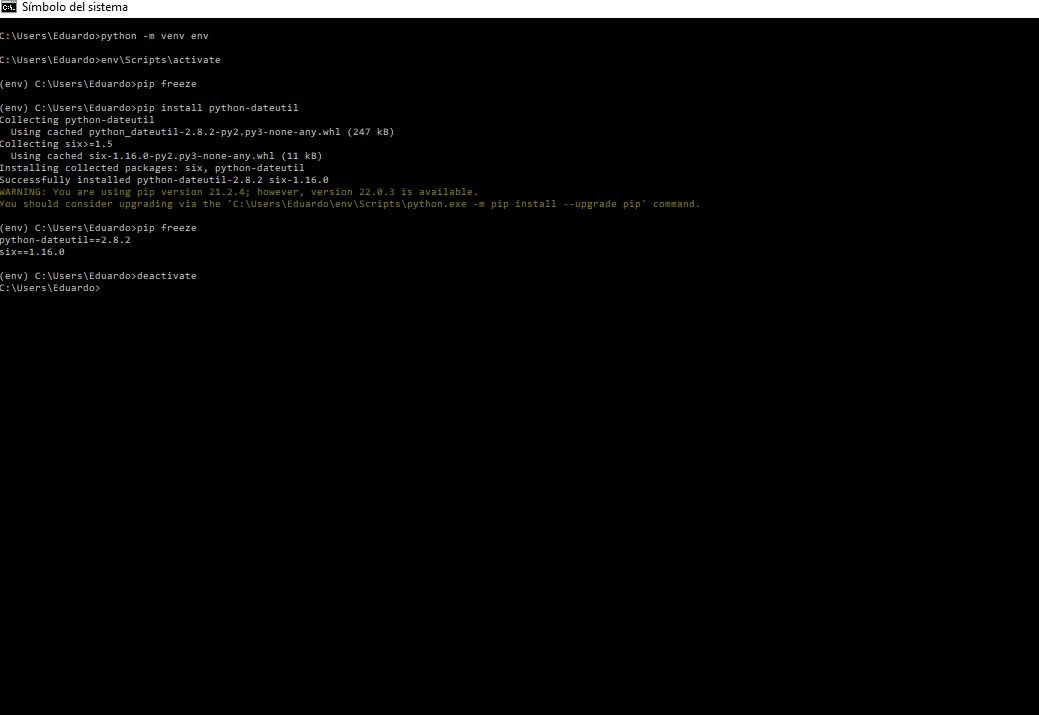 Símbolo del sistema
C:\Users\Eduardo>python -m venv env
C:\Users\Eduardo>env\Scripts\activate
(env) C:\Users\Eduardo>pip freeze
(env) C:\Users\Eduardo>pip install python-dateutil
Collecting python-dateutil
  Using cached python_dateutil-2.8.2-py2.py3-none-any.whl (247 kB)
Collecting six>=1.5
  Using cached six-1.16.0-py2.py3-none-any.whl (11 kB)
Installing collected packages: six, python-dateutil
Successfully installed python-dateutil-2.8.2 six-1.16.0
WARNING: You are using pip version 21.2.4; however, version 22.0.3 is available.
You should consider upgrading via the 'C:\Users\Eduardo\env\Scripts\python.exe -m pip install --upgrade pip' command.
(env) C:\Users\Eduardo>pip freeze
python-dateutil==2.8.2
six==1.16.0
(env) C:\Users\Eduardo>deactivate
C:\Users\Eduardo>